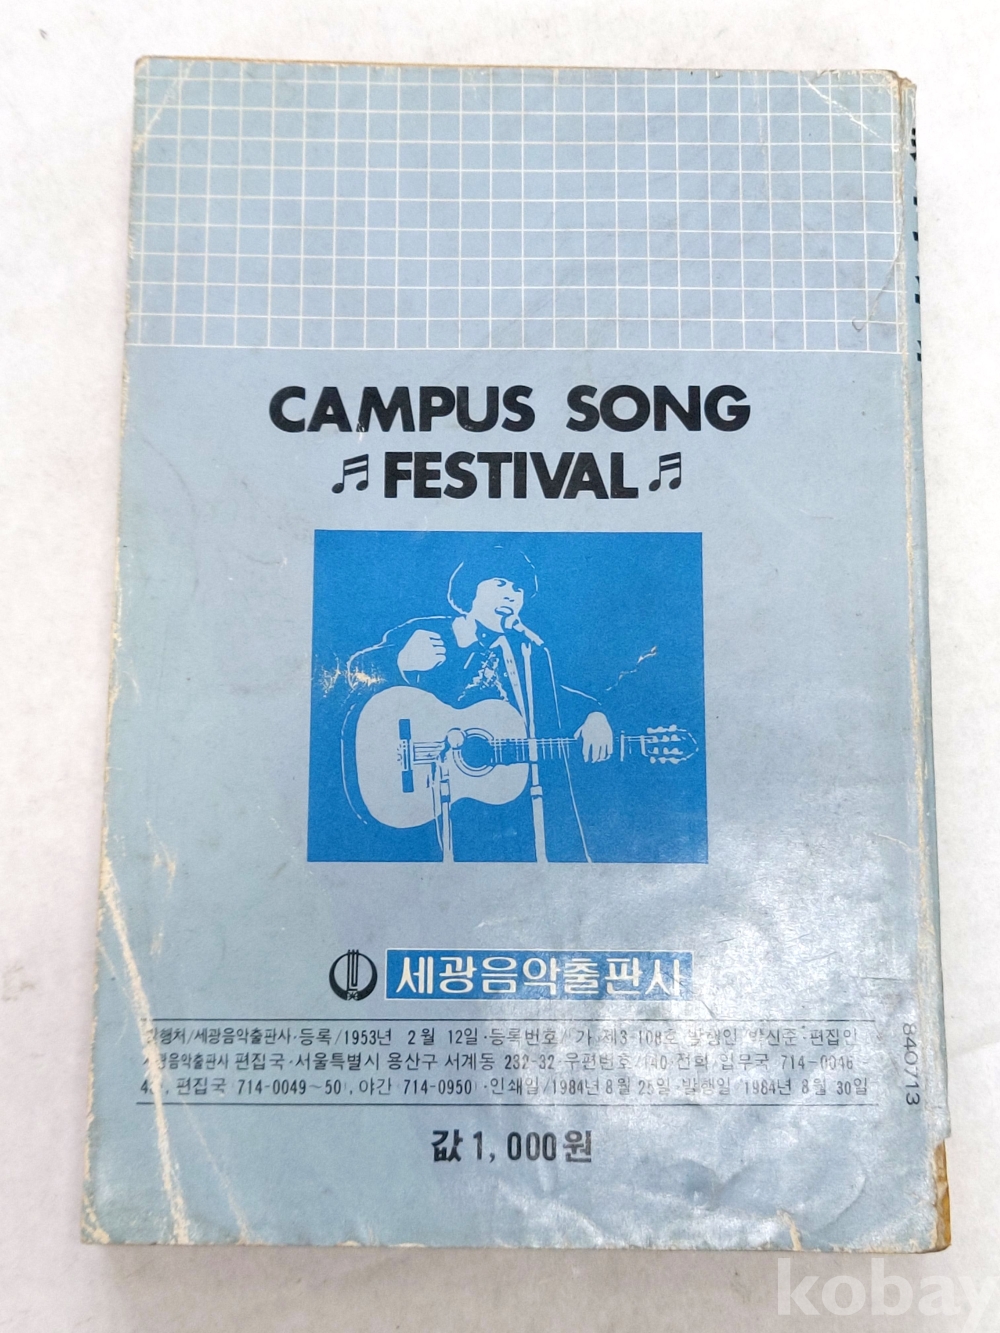 CAMPUS SONG
FESTIVAL
세광음악출판사
발행처/세광음악출판사·등록/1953년 2월 12일·등록번호/가 제3-108호 발행인 박신준·편집인
세광음악출판사 편집국·서울특별시 용산구 서계동 232-32 우편번호/140 전화 업무국 714-0046~
편집국 714-0049~50, 야간 714-0950·인쇄일/1984년 8월 25일 발행일 1984년 8월 30일
값 1,000원
840713
kobay